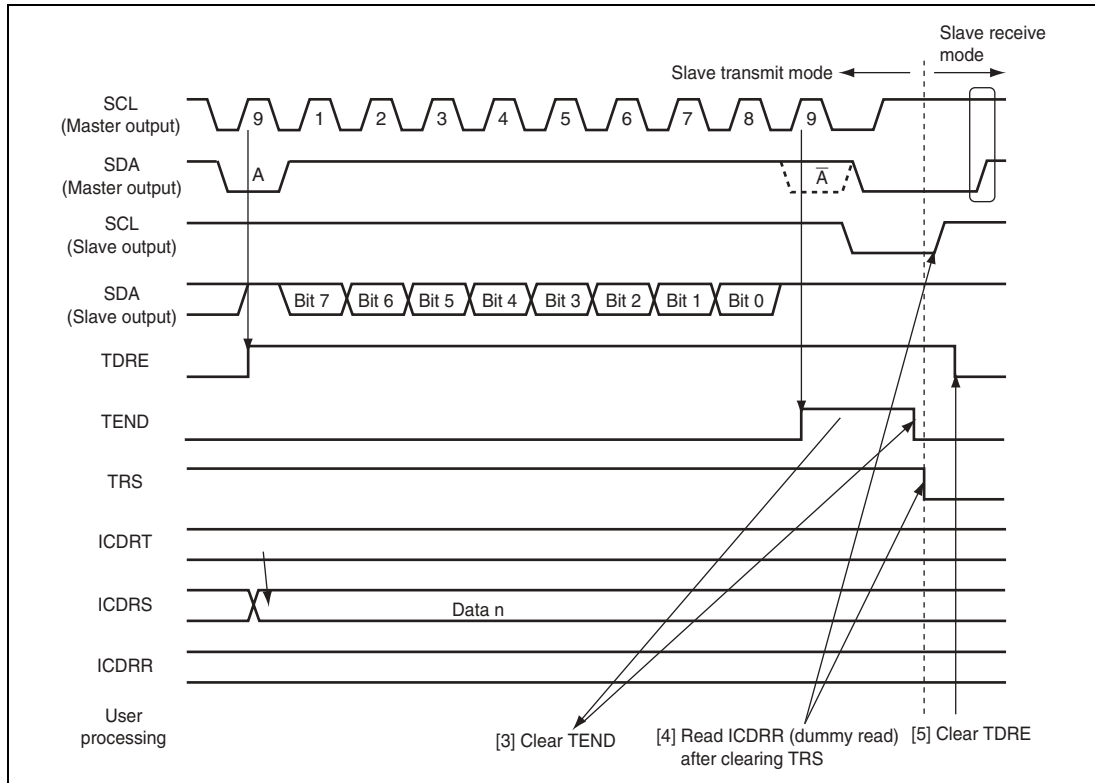 Slave receive
mode
Slave transmit mode
SCL
(Master output)
9 1 2 3 4 5 6 7 8 9
SDA
(Master output)
A A̅
SCL
(Slave output)
SDA
(Slave output)
Bit 7 Bit 6 Bit 5 Bit 4 Bit 3 Bit 2 Bit 1 Bit 0
TDRE
TEND
TRS
ICDRT
ICDRS
Data n
ICDRR
User
processing
[3] Clear TEND
[4] Read ICDRR (dummy read)
after clearing TRS
[5] Clear TDRE